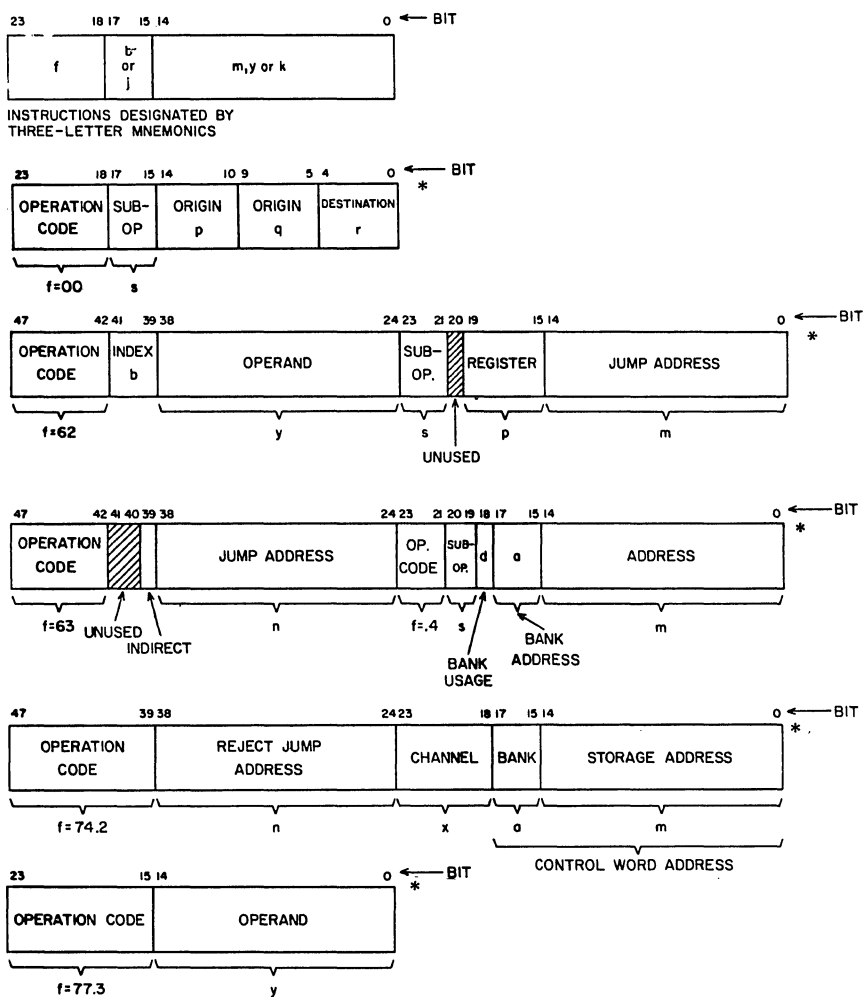 23 18 17 15 14 0 ← BIT
f b or j m,y or k
INSTRUCTIONS DESIGNATED BY
THREE-LETTER MNEMONICS
23 18 17 15 14 10 9 5 4 0 ← BIT
*
OPERATION CODE SUB-OP ORIGIN p ORIGIN q DESTINATION r
f=00 s
47 42 41 39 38 24 23 21 20 19 15 14 0 ← BIT
*
OPERATION CODE INDEX b OPERAND SUB-OP. REGISTER JUMP ADDRESS
f=62 y s p m
UNUSED
47 42 41 40 39 38 24 23 21 20 19 18 17 15 14 0 ← BIT
*
OPERATION CODE JUMP ADDRESS OP. CODE SUB-OP. d a ADDRESS
f=63 UNUSED INDIRECT n f=.4 s BANK USAGE BANK ADDRESS m
47 39 38 24 23 18 17 15 14 0 ← BIT
*
OPERATION CODE REJECT JUMP ADDRESS CHANNEL BANK STORAGE ADDRESS
f=74.2 n x a m
CONTROL WORD ADDRESS
23 15 14 0 ← BIT
*
OPERATION CODE OPERAND
f=77.3 y